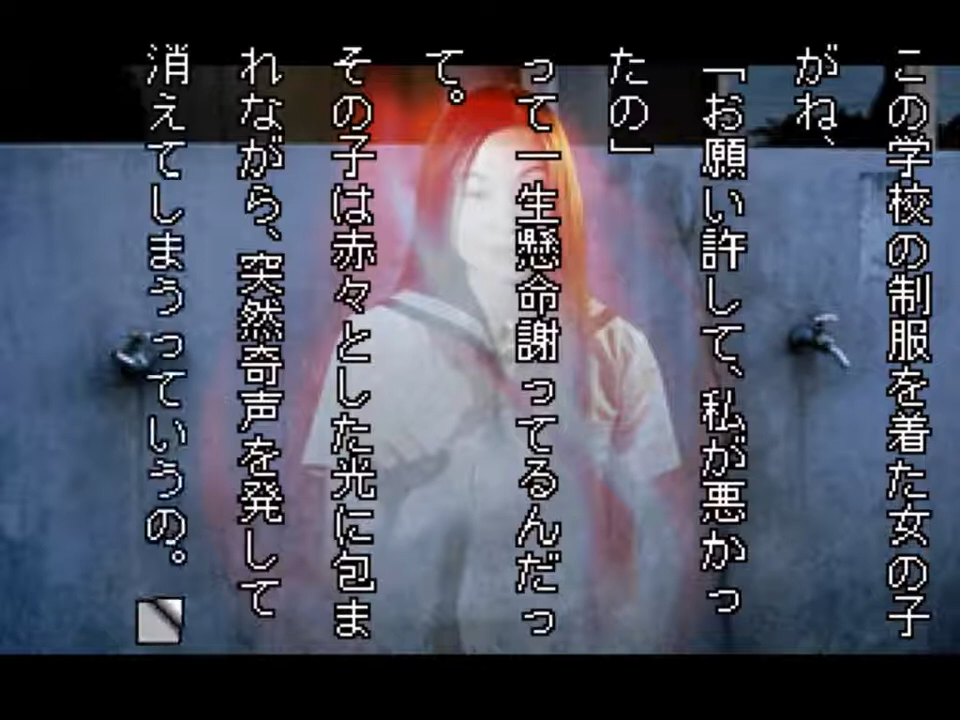 この学校の制服を着た女の子
がね、
「お願い許して、私が悪かっ
たの」
って一生懸命謝ってるんだっ
て。
その子は赤々とした光に包ま
れながら、突然奇声を発して
消えてしまうっていうの。